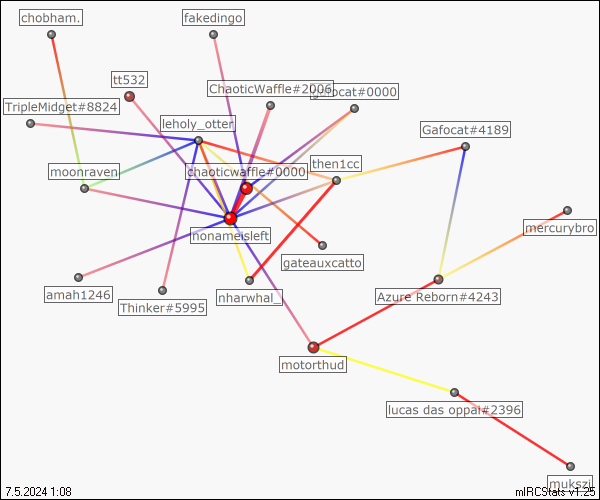 chobham.
fakedingo
tt532
ChaoticWaffle#2006
gafocat#0000
TripleMidget#8824
leholy_otter
Gafocat#4189
then1cc
moonraven
chaoticwaffle#0000
mercurybro
nonameisleft
gateauxcatto
amah1246
Thinker#5995
nharwhal_
Azure Reborn#4243
motorthud
lucas das oppai#2396
mukszi
7.5.2024 1:08
mIRCStats v1.25